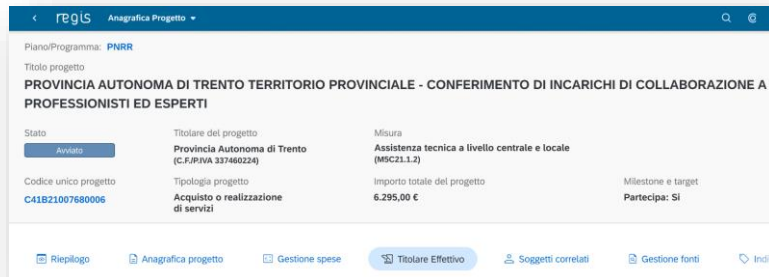 regis Anagrafica Progetto
Piano/Programma: PNRR
Titolo progetto
PROVINCIA AUTONOMA DI TRENTO TERRITORIO PROVINCIALE - CONFERIMENTO DI INCARICHI DI COLLABORAZIONE A
PROFESSIONISTI ED ESPERTI
Stato Titolare del progetto Misura
Avviato Provincia Autonoma di Trento Assistenza tecnica a livello centrale e locale
(C.F./P.IVA 337460224) (M5C21.1.2)
Codice unico progetto Tipologia progetto Importo totale del progetto Milestone e target
C41B21007680006 Acquisto o realizzazione 6.295,00 € Partecipa: Si
di servizi
Riepilogo Anagrafica progetto Gestione spese Titolare Effettivo Soggetti correlati Gestione fonti